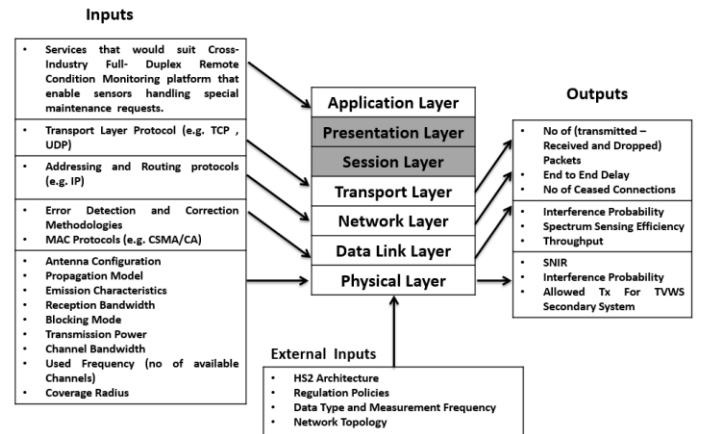 Inputs
• Services that would suit Cross-
Industry Full- Duplex Remote
Condition Monitoring platform that
enable sensors handling special
maintenance requests.
• Transport Layer Protocol (e.g. TCP ,
UDP)
• Addressing and Routing protocols
(e.g. IP)
• Error Detection and Correction
Methodologies
• MAC Protocols (e.g. CSMA/CA)
• Antenna Configuration
• Propagation Model
• Emission Characteristics
• Reception Bandwidth
• Blocking Mode
• Transmission Power
• Channel Bandwidth
• Used Frequency (no of available
Channels)
• Coverage Radius
Application Layer
Presentation Layer
Session Layer
Transport Layer
Network Layer
Data Link Layer
Physical Layer
External Inputs
• HS2 Architecture
• Regulation Policies
• Data Type and Measurement Frequency
• Network Topology
Outputs
• No of (transmitted –
Received and Dropped)
Packets
• End to End Delay
• No of Ceased Connections
• Interference Probability
• Spectrum Sensing Efficiency
• Throughput
• SNIR
• Interference Probability
• Allowed Tx For TVWS
Secondary System